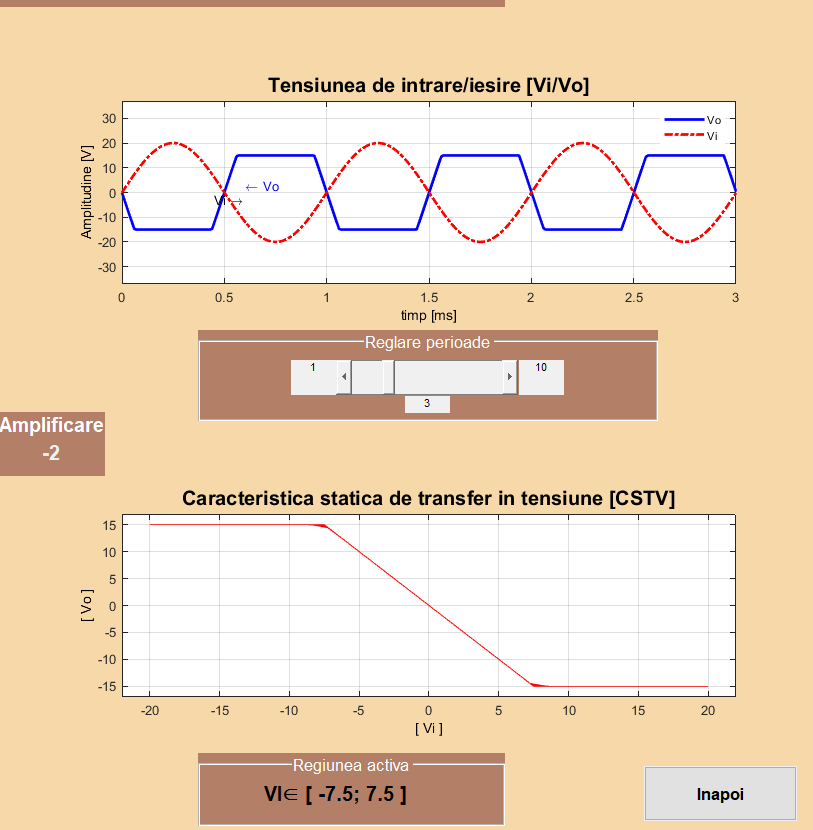 Tensiunea de intrare/iesire [Vi/Vo]
Amplitudine [V]
30
20
10
0
-10
-20
-30
Vo
Vi
← Vo
Vi →
0
0.5
1
1.5
2
2.5
3
timp [ms]
Reglare perioade
1
10
3
Amplificare
-2
Caracteristica statica de transfer in tensiune [CSTV]
[ Vo ]
15
10
5
0
-5
-10
-15
-20
-15
-10
-5
0
5
10
15
20
[ Vi ]
Regiunea activa
VI∈ [ -7.5; 7.5 ]
Inapoi